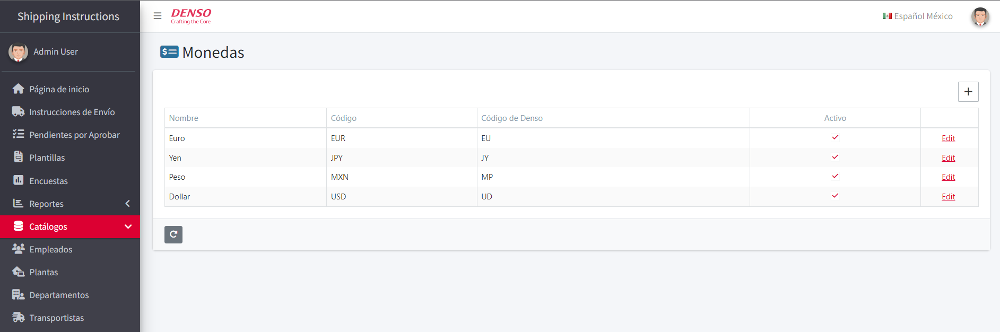 Shipping Instructions
DENSO
Crafting the Core
Español México
Admin User
Página de inicio
Instrucciones de Envío
Pendientes por Aprobar
Plantillas
Encuestas
Reportes
Catálogos
Empleados
Plantas
Departamentos
Transportistas
Monedas
Nombre Código Código de Denso Activo
Euro EUR EU Edit
Yen JPY JY Edit
Peso MXN MP Edit
Dollar USD UD Edit